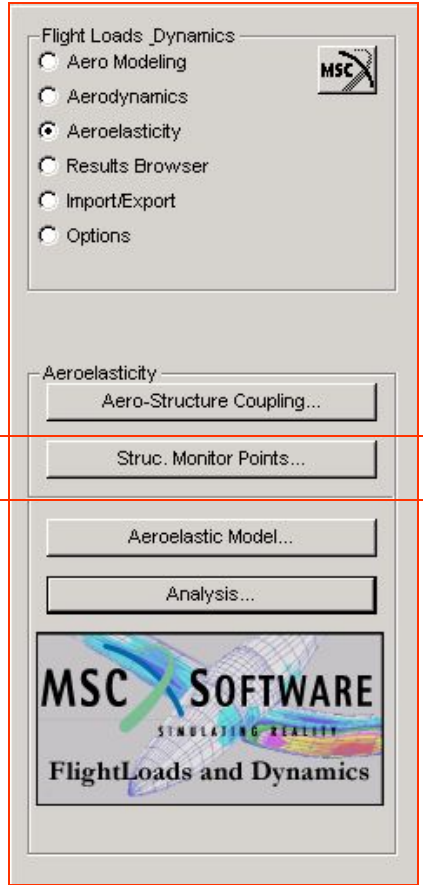 Flight Loads _Dynamics
Aero Modeling
MSC
Aerodynamics
Aeroelasticity
Results Browser
Import/Export
Options
Aeroelasticity
Aero-Structure Coupling...
Struc. Monitor Points...
Aeroelastic Model...
Analysis...
MSC SOFTWARE
SIMULATING REALITY
FlightLoads and Dynamics